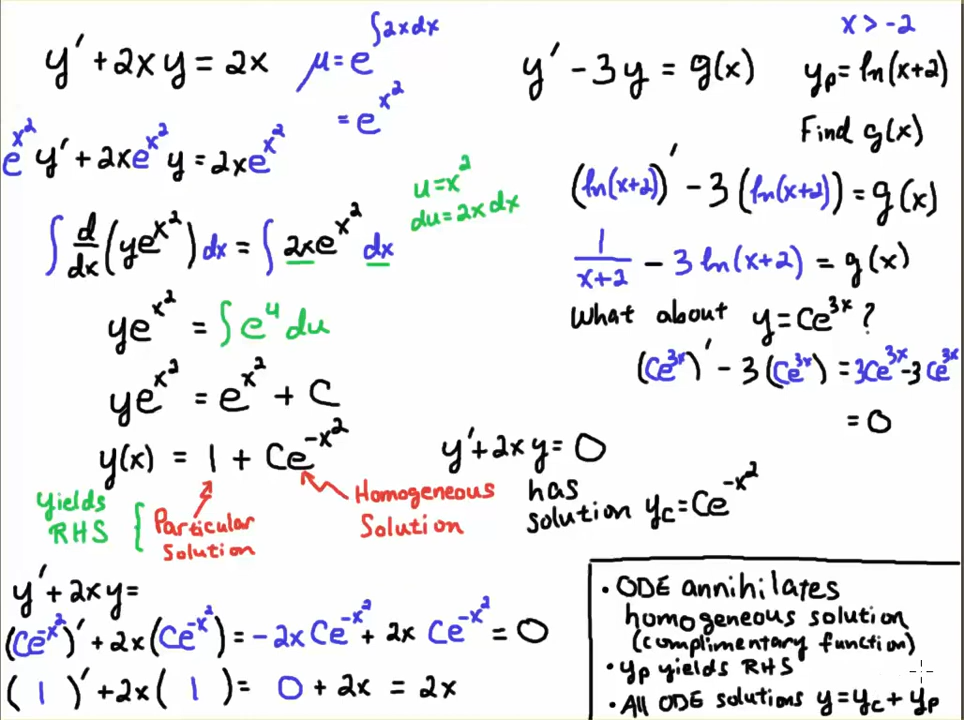 y' + 2xy = 2x
μ = e^{∫2xdx}
= e^{x²}
e^{x²} y' + 2xe^{x²} y = 2xe^{x²}
u = x²
du = 2x dx
∫ d/dx (ye^{x²}) dx = ∫ 2xe^{x²} dx
ye^{x²} = ∫ e^u du
ye^{x²} = e^{x²} + C
y(x) = 1 + Ce^{-x²}
Yields
RHS
{ Particular
Solution
Homogeneous
Solution
y' + 2xy = 0
has
solution y_c = Ce^{-x²}
y' + 2xy =
(Ce^{-x²})' + 2x(Ce^{-x²}) = -2xCe^{-x²} + 2x Ce^{-x²} = 0
( 1 )' + 2x( 1 ) = 0 + 2x = 2x
x > -2
y' - 3y = g(x)
y_p = ln(x+2)
Find g(x)
(ln(x+2))' - 3(ln(x+2)) = g(x)
1/(x+2) - 3 ln(x+2) = g(x)
What about y = Ce^{3x} ?
(Ce^{3x})' - 3(Ce^{3x}) = 3Ce^{3x} - 3Ce^{3x}
= 0
• ODE annihilates
homogeneous solution
(complimentary function)
• y_p yields RHS
• All ODE solutions y = y_c + y_p